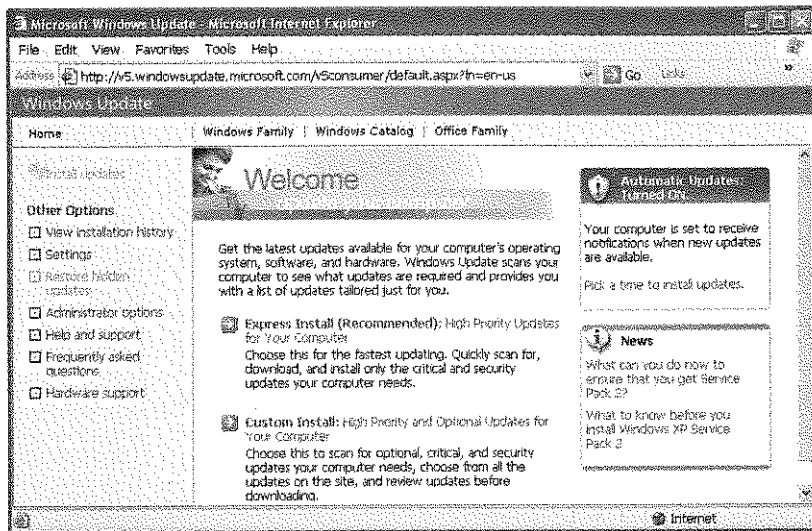 Microsoft Windows Update - Microsoft Internet Explorer
File Edit View Favorites Tools Help
Address http://v5.windowsupdate.microsoft.com/v5consumer/default.aspx?ln=en-us Go Links »
Windows Update
Home Windows Family | Windows Catalog | Office Family
Install updates
Other Options
View installation history
Settings
Restore hidden
updates
Administrator options
Help and support
Frequently asked
questions
Hardware support
Welcome
Get the latest updates available for your computer's operating
system, software, and hardware. Windows Update scans your
computer to see what updates are required and provides you
with a list of updates tailored just for you.
Express Install (Recommended): High Priority Updates
for Your Computer
Choose this for the fastest updating. Quickly scan for,
download, and install only the critical and security
updates your computer needs.
Custom Install: High Priority and Optional Updates for
Your Computer
Choose this to scan for optional, critical, and security
updates your computer needs, choose from all the
updates on the site, and review updates before
downloading.
Automatic Updates:
Turned On
Your computer is set to receive
notifications when new updates
are available.
Pick a time to install updates.
News
What can you do now to
ensure that you get Service
Pack 2?
What to know before you
install Windows XP Service
Pack 2
Internet